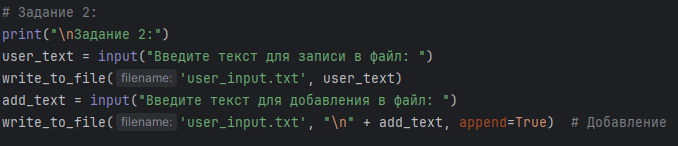 # Задание 2:
print("\nЗадание 2:")
user_text = input("Введите текст для записи в файл: ")
write_to_file( filename: 'user_input.txt', user_text)
add_text = input("Введите текст для добавления в файл: ")
write_to_file( filename: 'user_input.txt', "\n" + add_text, append=True)  # Добавление